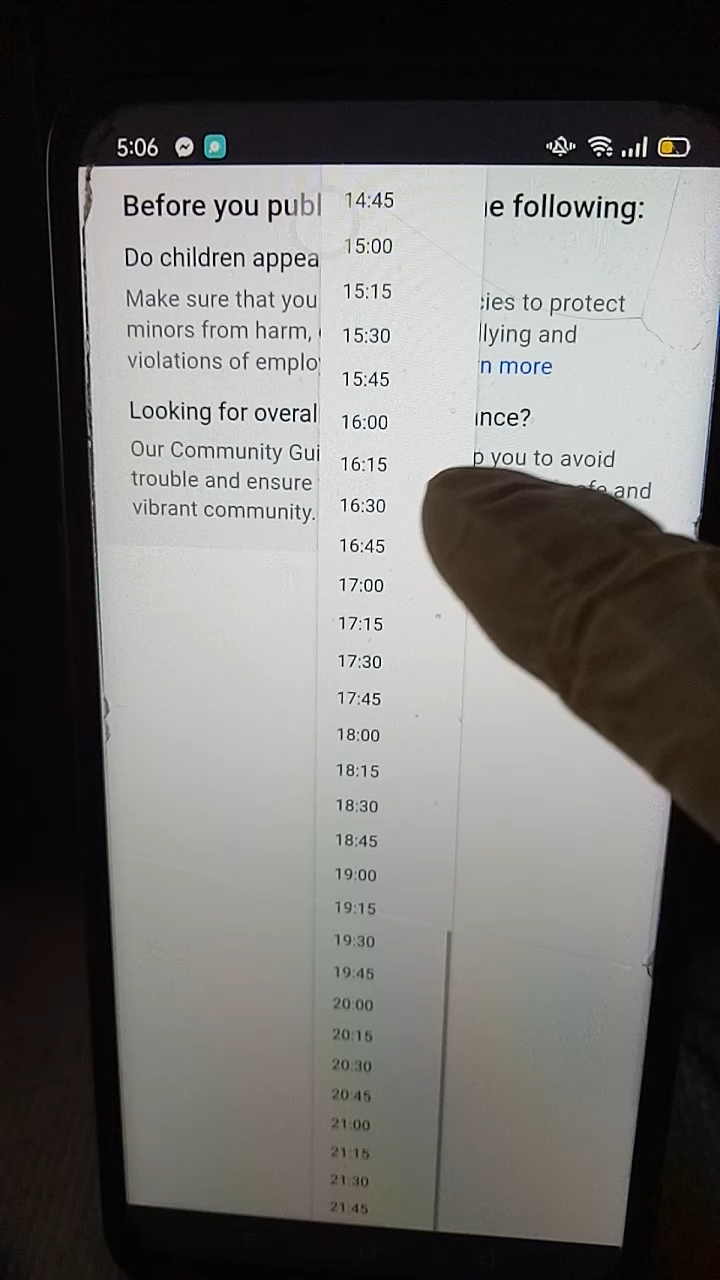 5:06
Before you publ
e following:
Do children appea
Make sure that you
cies to protect
minors from harm,
llying and
violations of emplo
n more
Looking for overal
ance?
Our Community Gui
p you to avoid
trouble and ensure
safe and
vibrant community.
14:45
15:00
15:15
15:30
15:45
16:00
16:15
16:30
16:45
17:00
17:15
17:30
17:45
18:00
18:15
18:30
18:45
19:00
19:15
19:30
19:45
20:00
20:15
20:30
20:45
21:00
21:15
21:30
21:45